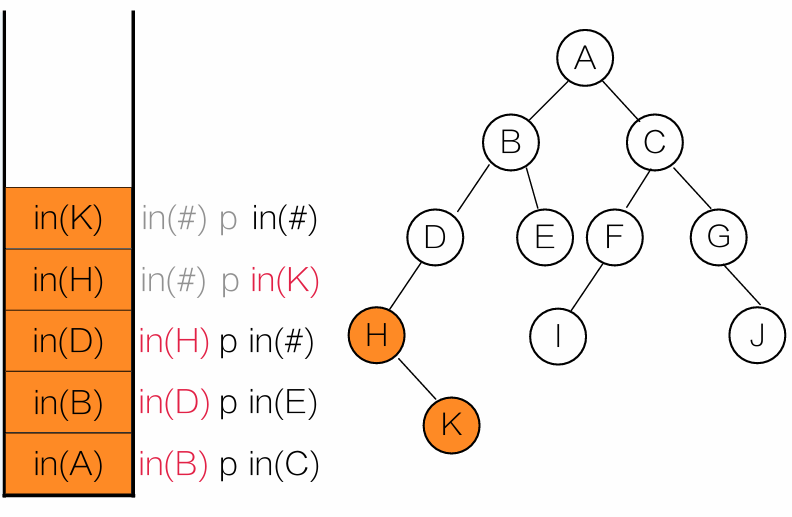 in(K) in(#) p in(#)
in(H) in(#) p in(K)
in(D) in(H) p in(#)
in(B) in(D) p in(E)
in(A) in(B) p in(C)
A
B C
D E F G
H I J
K